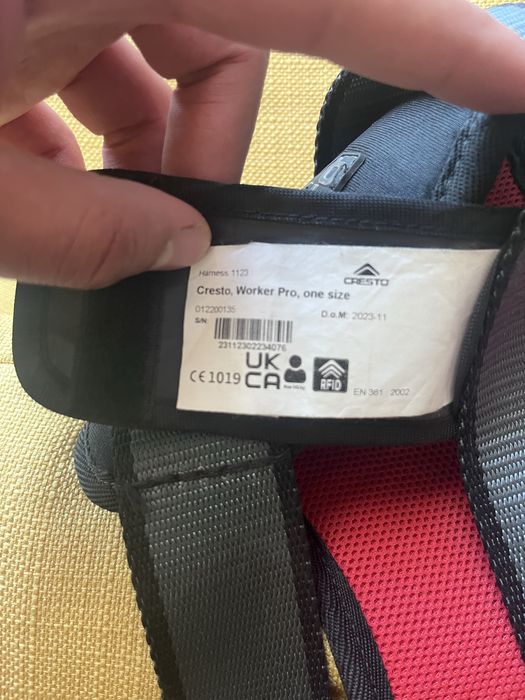 Harness 1123
CRESTO
Cresto, Worker Pro, one size
012200135
D.o.M: 2023-11
S/N:
23112302234076
CE 1019
UK
CA
RFID
EN 361 : 2002